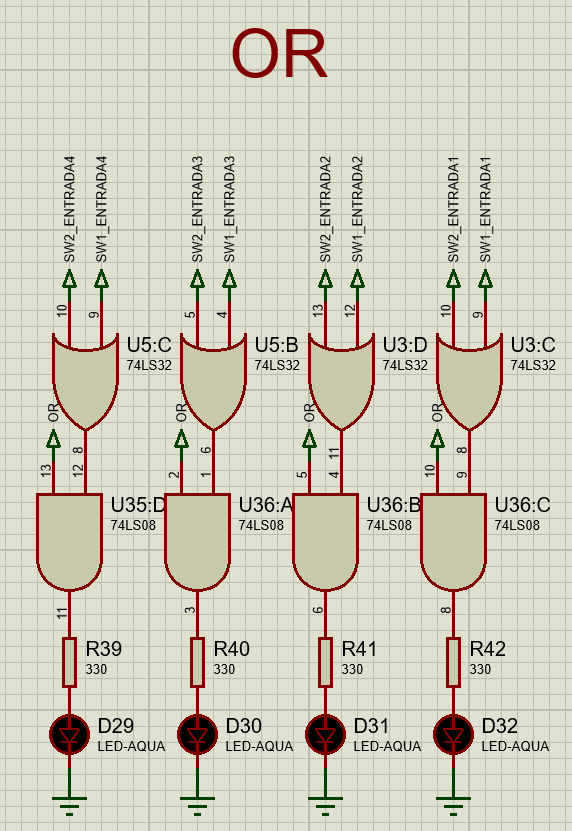 OR
SW2_ENTRADA4
SW1_ENTRADA4
SW2_ENTRADA3
SW1_ENTRADA3
SW2_ENTRADA2
SW1_ENTRADA2
SW2_ENTRADA1
SW1_ENTRADA1
10
9
5
4
13
12
10
9
U5:C
74LS32
U5:B
74LS32
U3:D
74LS32
U3:C
74LS32
OR
OR
OR
OR
8
6
11
8
13
12
2
1
5
4
10
9
U35:D
74LS08
U36:A
74LS08
U36:B
74LS08
U36:C
74LS08
11
3
6
8
R39
330
R40
330
R41
330
R42
330
D29
LED-AQUA
D30
LED-AQUA
D31
LED-AQUA
D32
LED-AQUA